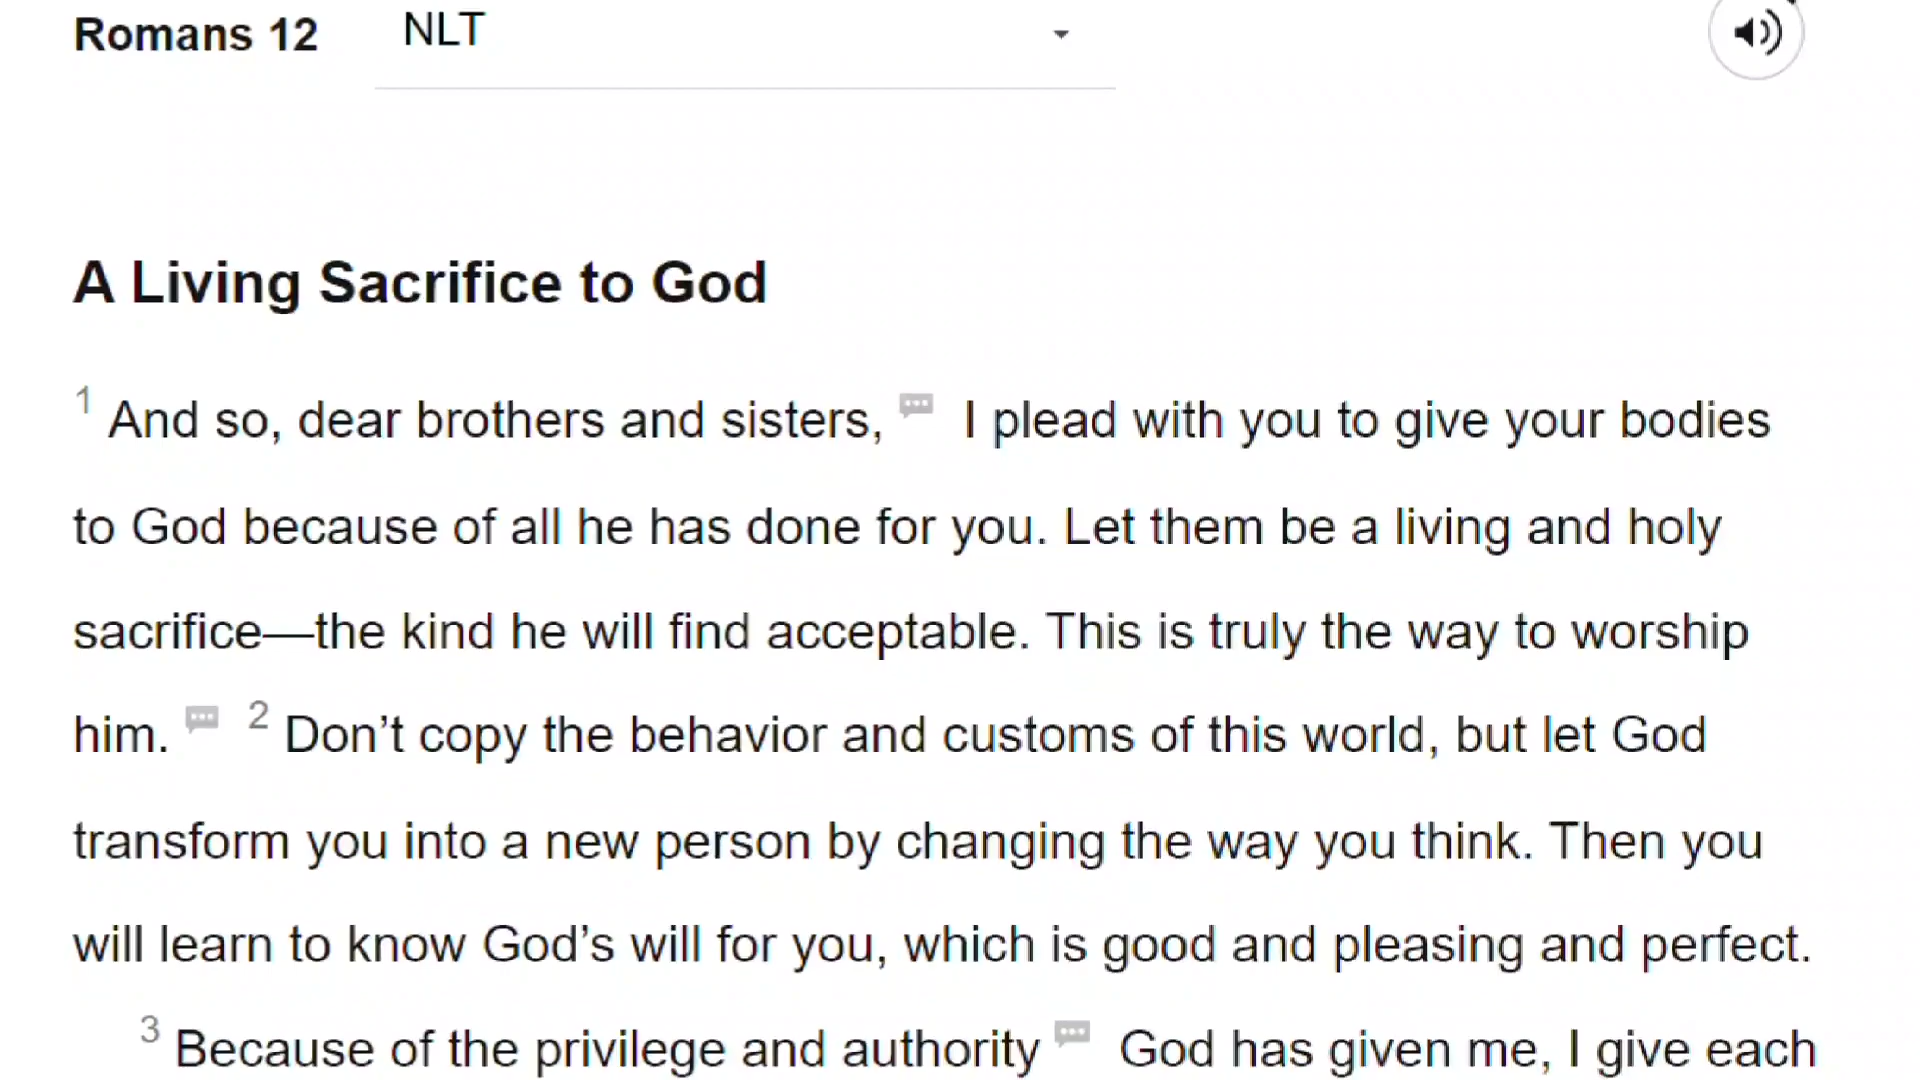 Romans 12 NLT
A Living Sacrifice to God
1 And so, dear brothers and sisters, I plead with you to give your bodies
to God because of all he has done for you. Let them be a living and holy
sacrifice—the kind he will find acceptable. This is truly the way to worship
him. 2 Don’t copy the behavior and customs of this world, but let God
transform you into a new person by changing the way you think. Then you
will learn to know God’s will for you, which is good and pleasing and perfect.
3 Because of the privilege and authority God has given me, I give each